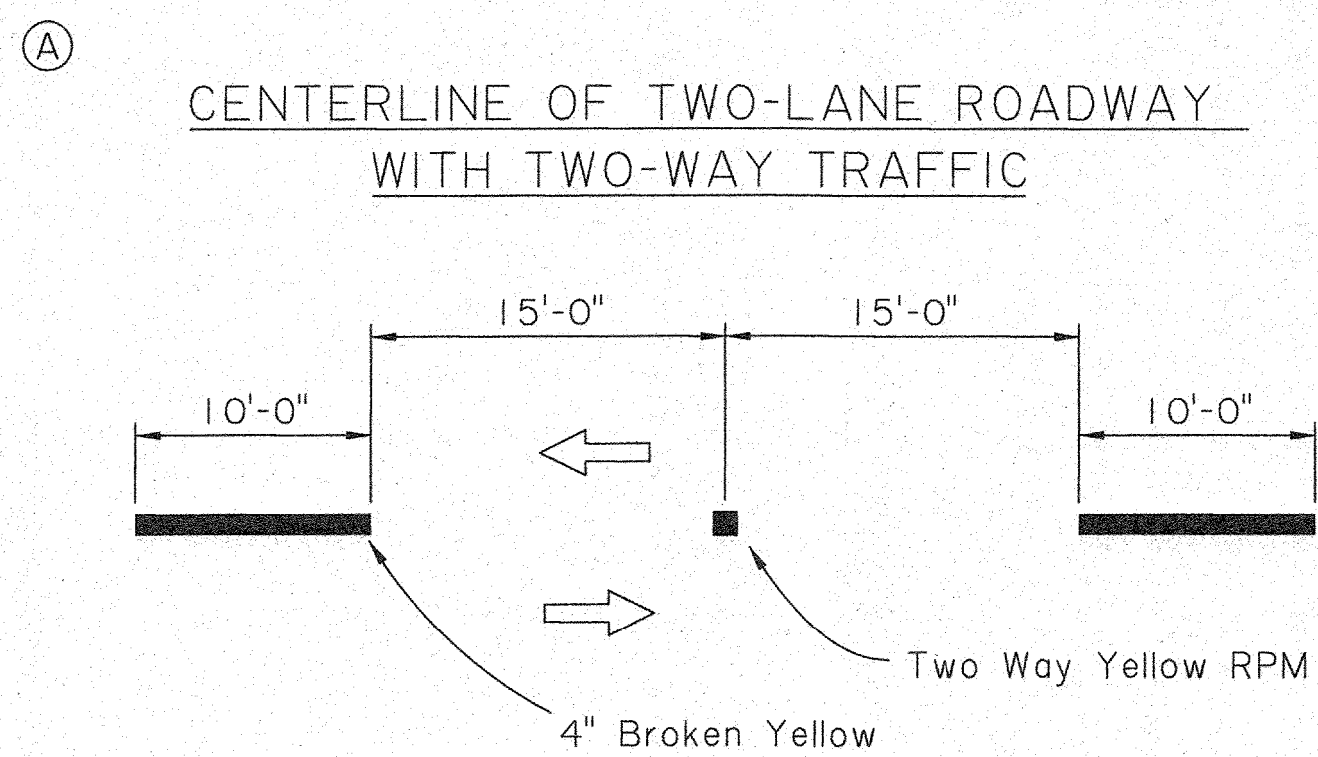 A
CENTERLINE OF TWO-LANE ROADWAY
WITH TWO-WAY TRAFFIC
15'-0" 15'-0"
10'-0" 10'-0"
Two Way Yellow RPM
4" Broken Yellow